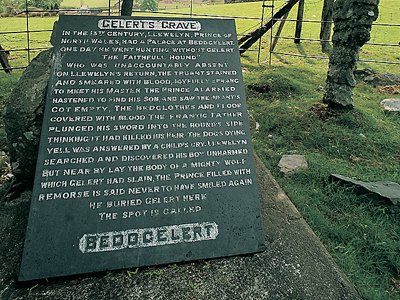 GELERT'S GRAVE
IN THE 13TH CENTURY, LLEWELYN, PRINCE OF
NORTH WALES, HAD A PALACE AT BEDDGELERT.
ONE DAY HE WENT HUNTING WITHOUT GELERT
"THE FAITHFULL HOUND"
WHO WAS UNACCOUNTABLY ABSENT
ON LLEWELYN'S RETURN, THE TRUANT STAINED
AND SMEARED WITH BLOOD, JOYFULLY SPRANG
TO MEET HIS MASTER. THE PRINCE ALARMED
HASTENED TO FIND HIS SON, AND SAW THE INFANT'S
COT EMPTY, THE BEDCLOTHES AND FLOOR
COVERED WITH BLOOD. THE FRANTIC FATHER
PLUNGED HIS SWORD INTO THE HOUND'S SIDE
THINKING IT HAD KILLED HIS HEIR. THE DOG'S DYING
YELL WAS ANSWERED BY A CHILD'S CRY. LLEWELYN
SEARCHED AND DISCOVERED HIS BOY UNHARMED
BUT NEAR BY LAY THE BODY OF A MIGHTY WOLF
WHICH GELERT HAD SLAIN. THE PRINCE FILLED WITH
REMORSE IS SAID NEVER TO HAVE SMILED AGAIN
HE BURIED GELERT HERE
THE SPOT IS CALLED
BEDDGELERT